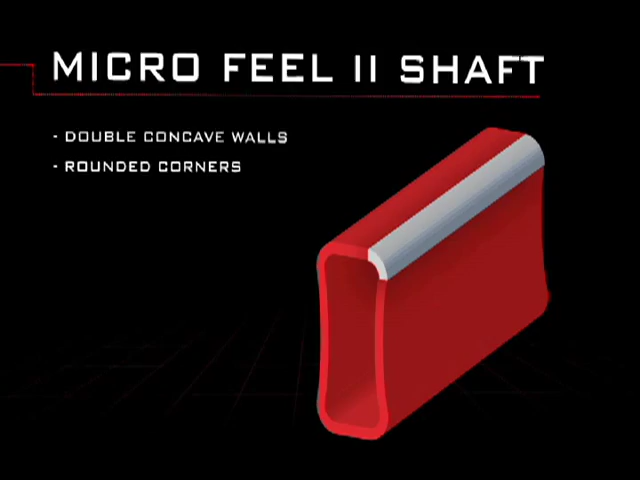 MICRO FEEL II SHAFT
- DOUBLE CONCAVE WALLS
- ROUNDED CORNERS